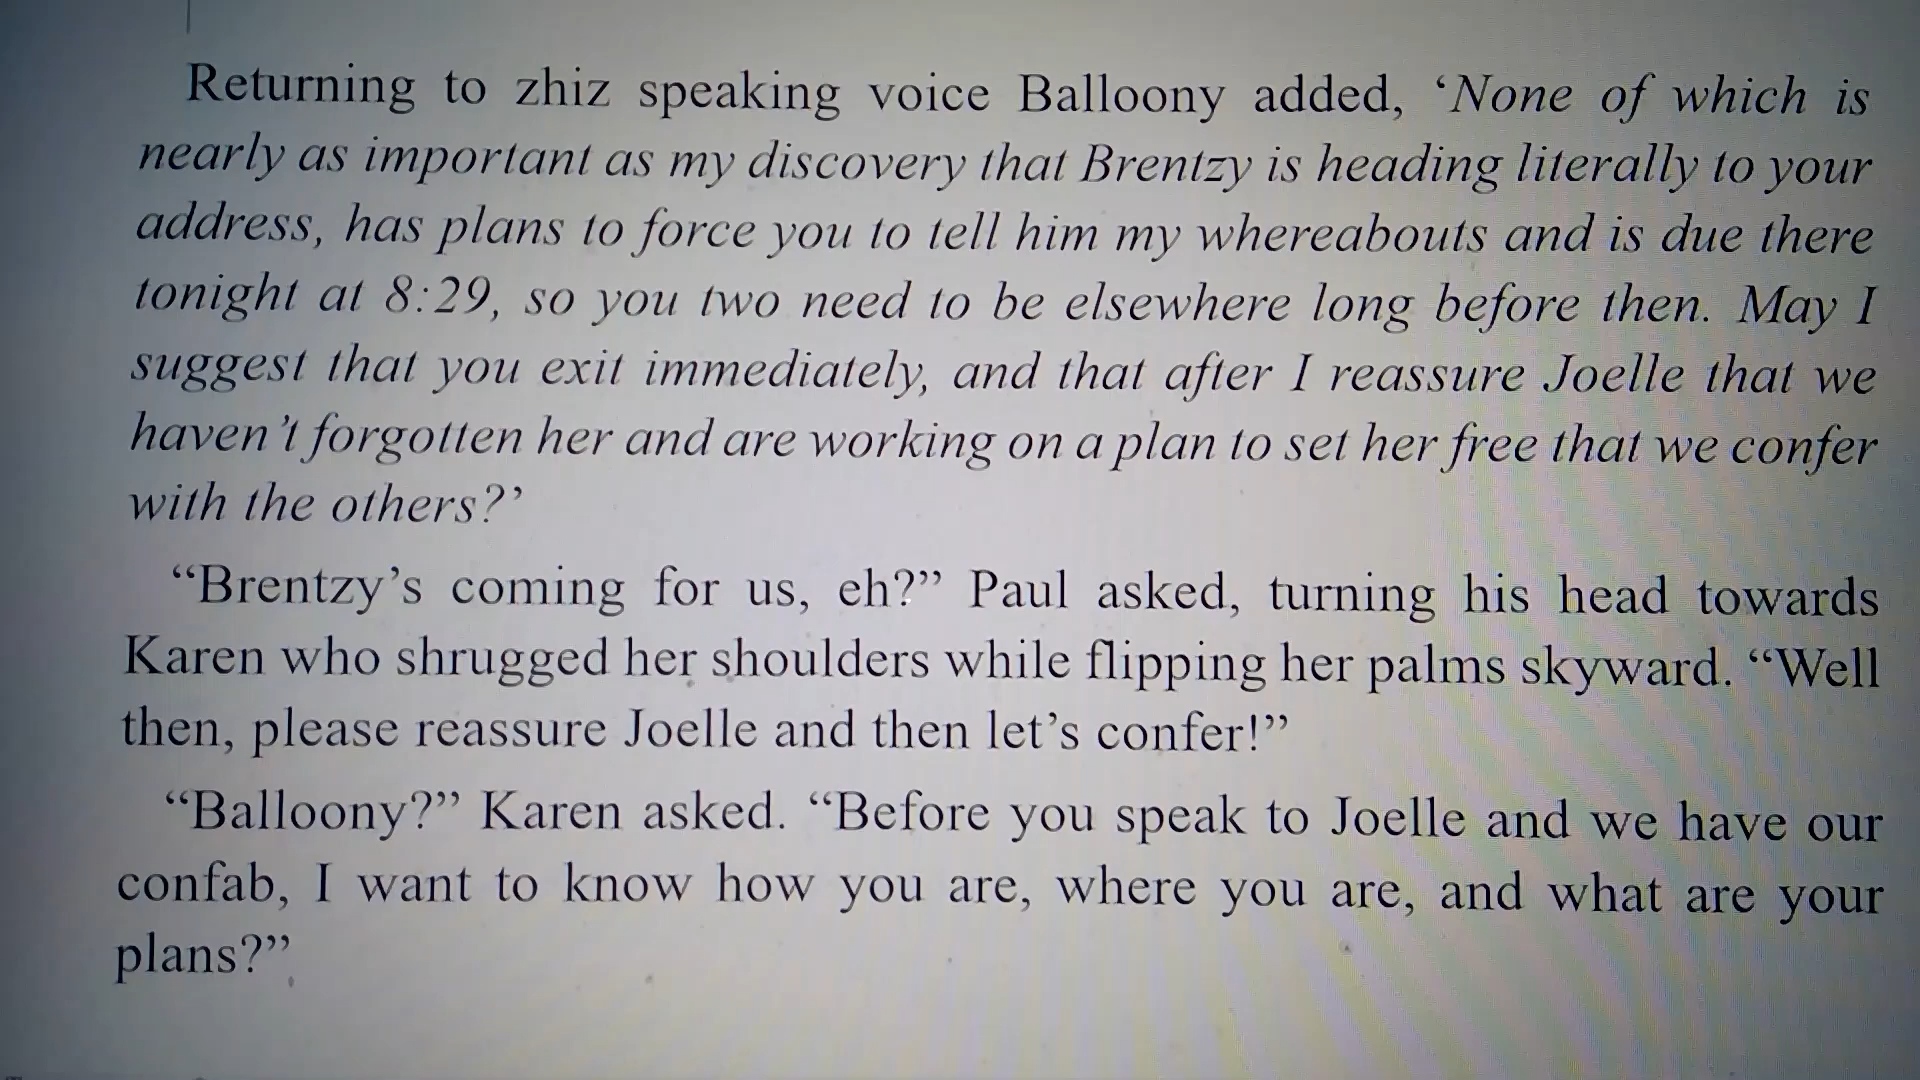 Returning to zhiz speaking voice Balloony added, ‘None of which is
nearly as important as my discovery that Brentzy is heading literally to your
address, has plans to force you to tell him my whereabouts and is due there
tonight at 8:29, so you two need to be elsewhere long before then. May I
suggest that you exit immediately, and that after I reassure Joelle that we
haven’t forgotten her and are working on a plan to set her free that we confer
with the others?’
“Brentzy’s coming for us, eh?” Paul asked, turning his head towards
Karen who shrugged her shoulders while flipping her palms skyward. “Well
then, please reassure Joelle and then let’s confer!”
“Balloony?” Karen asked. “Before you speak to Joelle and we have our
confab, I want to know how you are, where you are, and what are your
plans?”